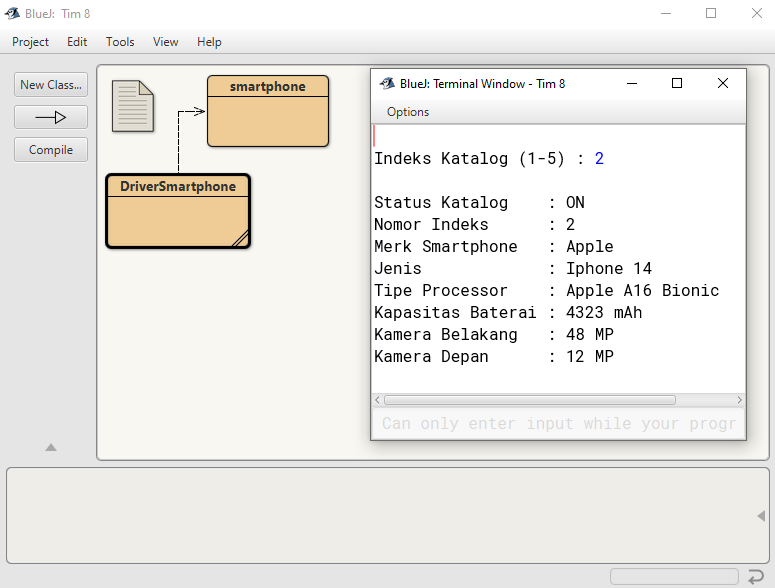 BlueJ: Tim 8
Project Edit Tools View Help
New Class...
Compile
smartphone
DriverSmartphone
BlueJ: Terminal Window - Tim 8
Options
Indeks Katalog (1-5) : 2
Status Katalog : ON
Nomor Indeks : 2
Merk Smartphone : Apple
Jenis : Iphone 14
Tipe Processor : Apple A16 Bionic
Kapasitas Baterai : 4323 mAh
Kamera Belakang : 48 MP
Kamera Depan : 12 MP
Can only enter input while your progr